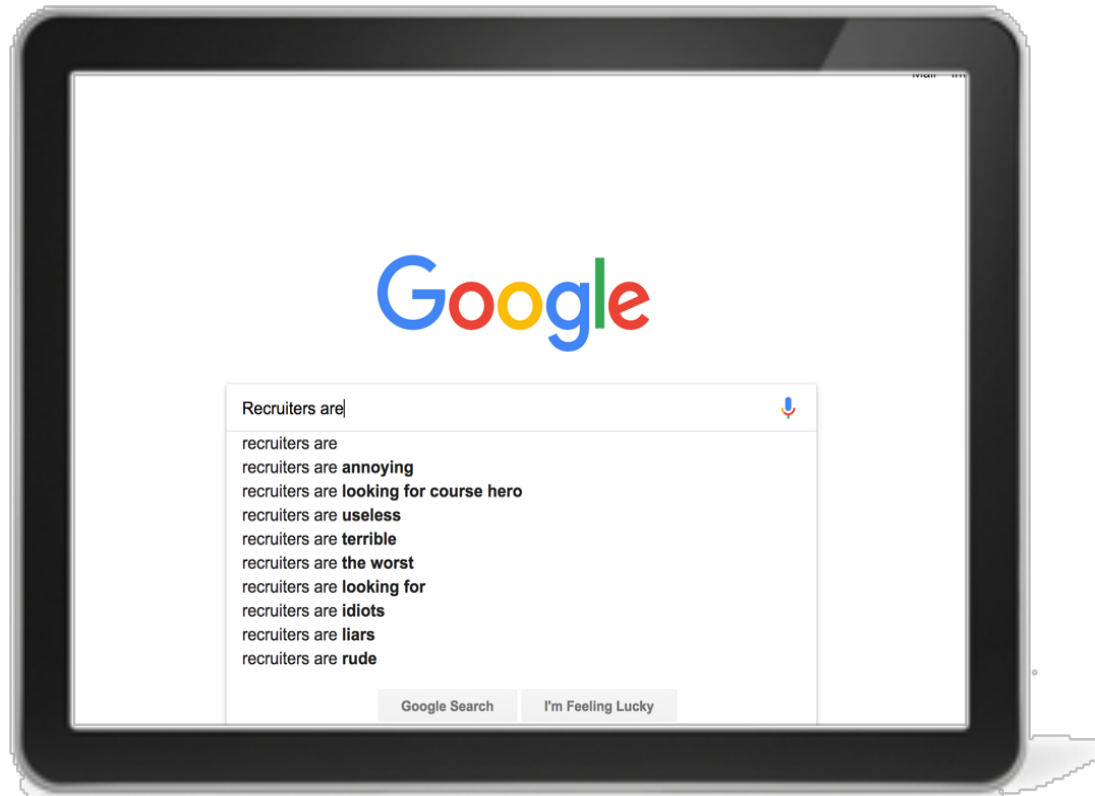 Google
Recruiters are
recruiters are
recruiters are annoying
recruiters are looking for course hero
recruiters are useless
recruiters are terrible
recruiters are the worst
recruiters are looking for
recruiters are idiots
recruiters are liars
recruiters are rude
Google Search I'm Feeling Lucky